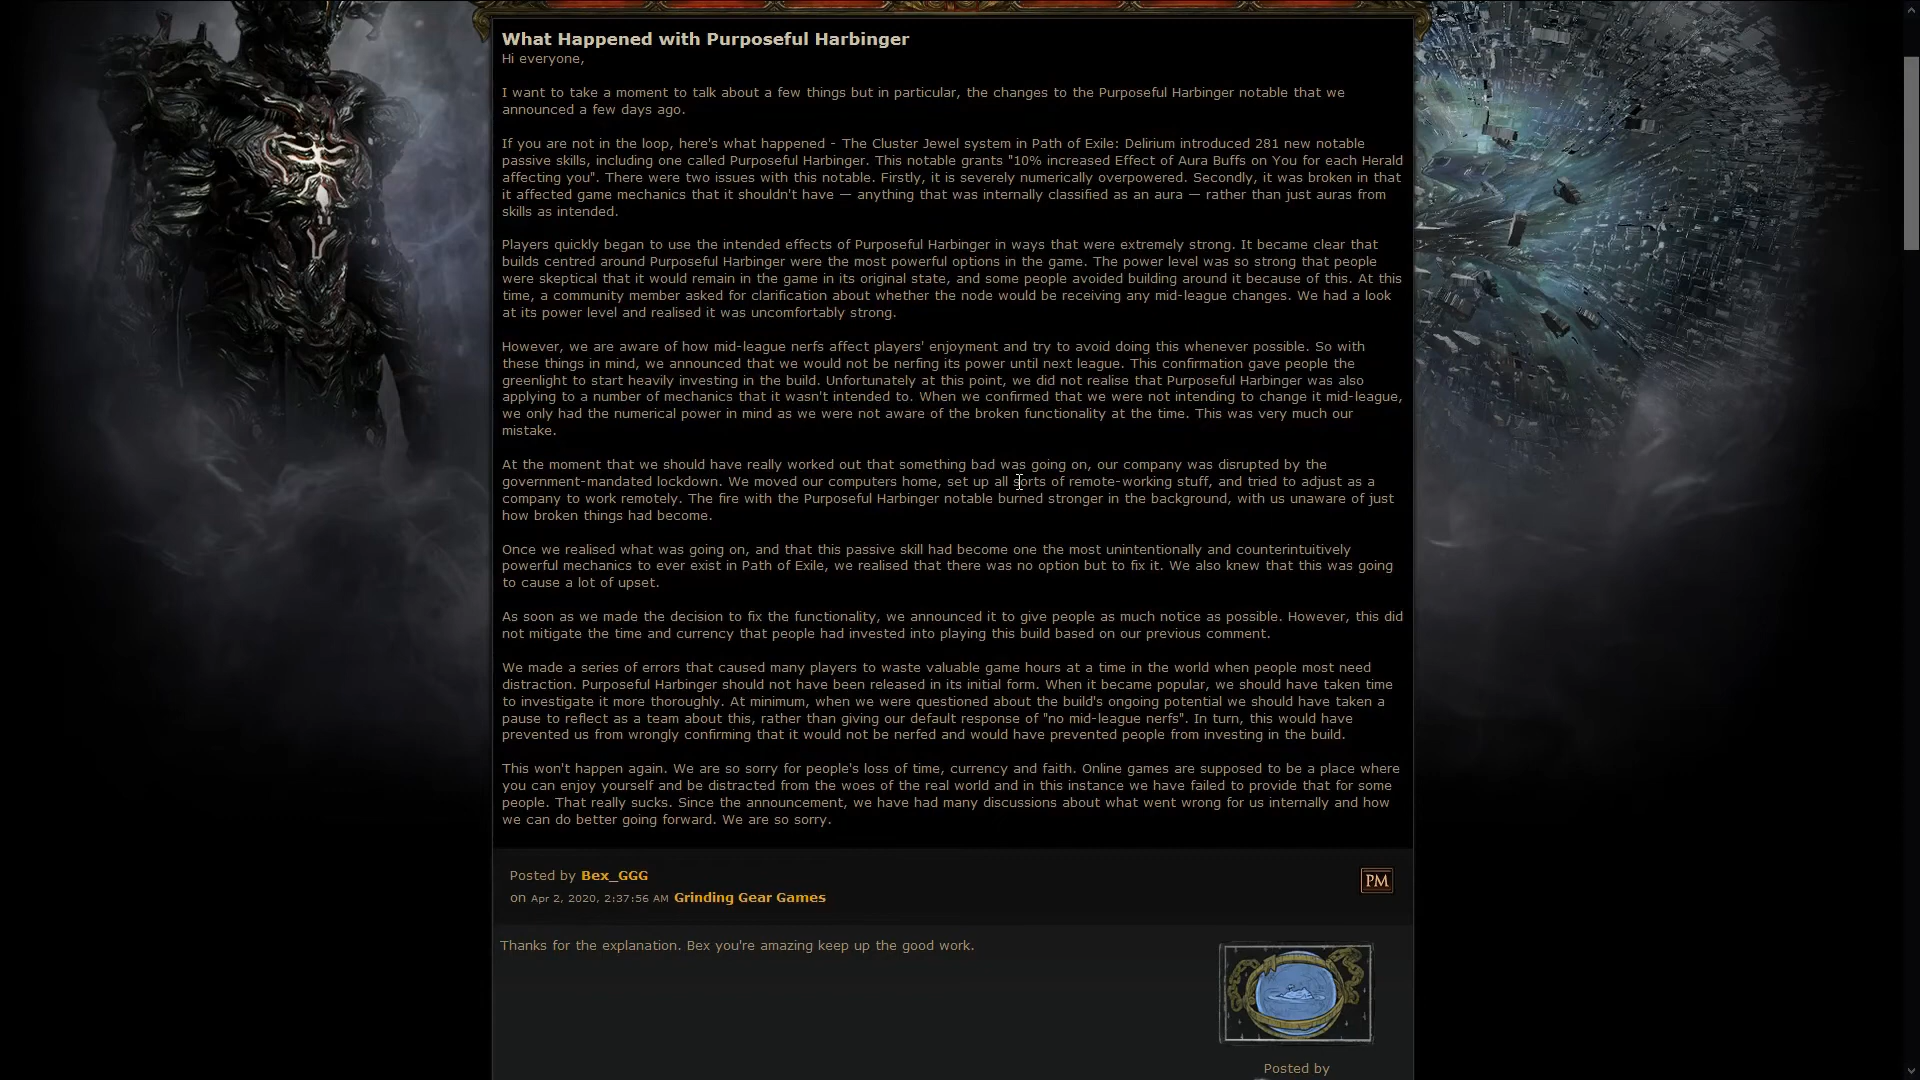 What Happened with Purposeful Harbinger
Hi everyone,
I want to take a moment to talk about a few things but in particular, the changes to the Purposeful Harbinger notable that we
announced a few days ago.
If you are not in the loop, here's what happened - The Cluster Jewel system in Path of Exile: Delirium introduced 281 new notable
passive skills, including one called Purposeful Harbinger. This notable grants "10% increased Effect of Aura Buffs on You for each Herald
affecting you". There were two issues with this notable. Firstly, it is severely numerically overpowered. Secondly, it was broken in that
it affected game mechanics that it shouldn't have — anything that was internally classified as an aura — rather than just auras from
skills as intended.
Players quickly began to use the intended effects of Purposeful Harbinger in ways that were extremely strong. It became clear that
builds centred around Purposeful Harbinger were the most powerful options in the game. The power level was so strong that people
were skeptical that it would remain in the game in its original state, and some people avoided building around it because of this. At this
time, a community member asked for clarification about whether the node would be receiving any mid-league changes. We had a look
at its power level and realised it was uncomfortably strong.
However, we are aware of how mid-league nerfs affect players' enjoyment and try to avoid doing this whenever possible. So with
these things in mind, we announced that we would not be nerfing its power until next league. This confirmation gave people the
greenlight to start heavily investing in the build. Unfortunately at this point, we did not realise that Purposeful Harbinger was also
applying to a number of mechanics that it wasn't intended to. When we confirmed that we were not intending to change it mid-league,
we only had the numerical power in mind as we were not aware of the broken functionality at the time. This was very much our
mistake.
At the moment that we should have really worked out that something bad was going on, our company was disrupted by the
government-mandated lockdown. We moved our computers home, set up all sorts of remote-working stuff, and tried to adjust as a
company to work remotely. The fire with the Purposeful Harbinger notable burned stronger in the background, with us unaware of just
how broken things had become.
Once we realised what was going on, and that this passive skill had become one the most unintentionally and counterintuitively
powerful mechanics to ever exist in Path of Exile, we realised that there was no option but to fix it. We also knew that this was going
to cause a lot of upset.
As soon as we made the decision to fix the functionality, we announced it to give people as much notice as possible. However, this did
not mitigate the time and currency that people had invested into playing this build based on our previous comment.
We made a series of errors that caused many players to waste valuable game hours at a time in the world when people most need
distraction. Purposeful Harbinger should not have been released in its initial form. When it became popular, we should have taken time
to investigate it more thoroughly. At minimum, when we were questioned about the build's ongoing potential we should have taken a
pause to reflect as a team about this, rather than giving our default response of "no mid-league nerfs". In turn, this would have
prevented us from wrongly confirming that it would not be nerfed and would have prevented people from investing in the build.
This won't happen again. We are so sorry for people's loss of time, currency and faith. Online games are supposed to be a place where
you can enjoy yourself and be distracted from the woes of the real world and in this instance we have failed to provide that for some
people. That really sucks. Since the announcement, we have had many discussions about what went wrong for us internally and how
we can do better going forward. We are so sorry.
Posted by Bex_GGG
on Apr 2, 2020, 2:37:56 AM Grinding Gear Games
PM
Thanks for the explanation. Bex you're amazing keep up the good work.
Posted by